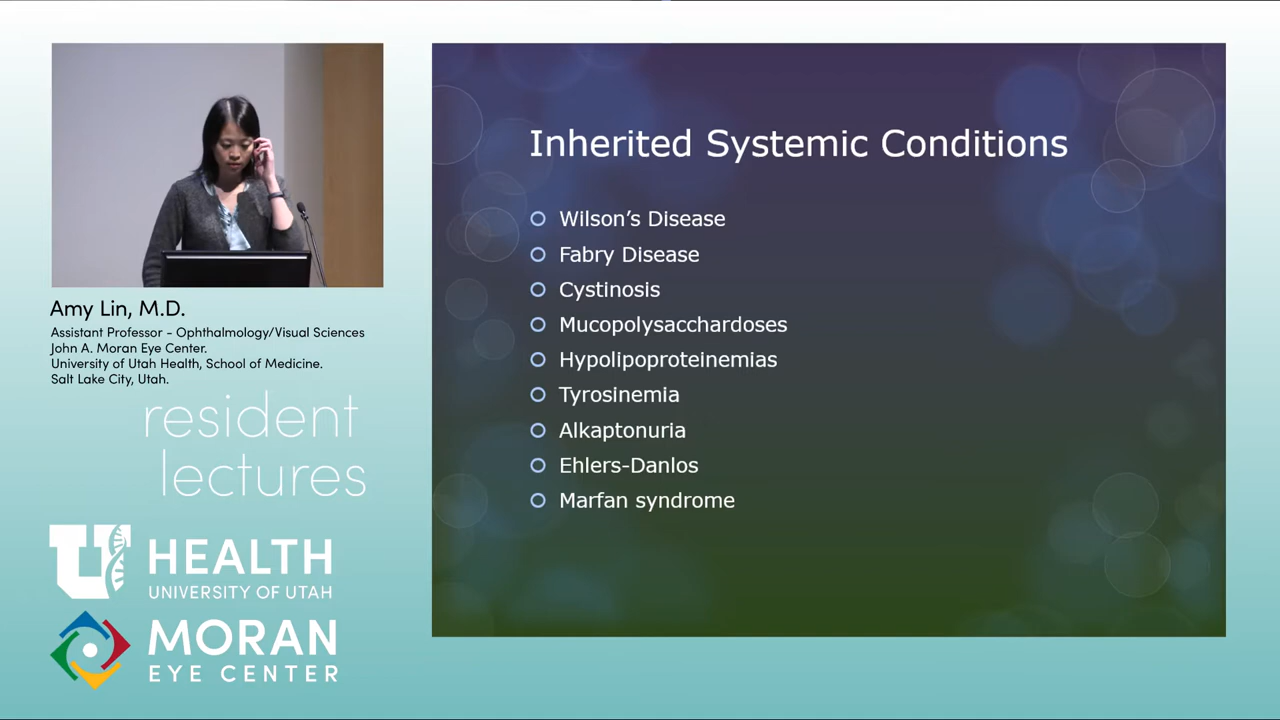 Inherited Systemic Conditions
Wilson’s Disease
Fabry Disease
Cystinosis
Mucopolysacchardoses
Hypolipoproteinemias
Tyrosinemia
Alkaptonuria
Ehlers-Danlos
Marfan syndrome
Amy Lin, M.D.
Assistant Professor - Ophthalmology/Visual Sciences
John A. Moran Eye Center.
University of Utah Health, School of Medicine.
Salt Lake City, Utah.
resident
lectures
U HEALTH
UNIVERSITY OF UTAH
MORAN
EYE CENTER